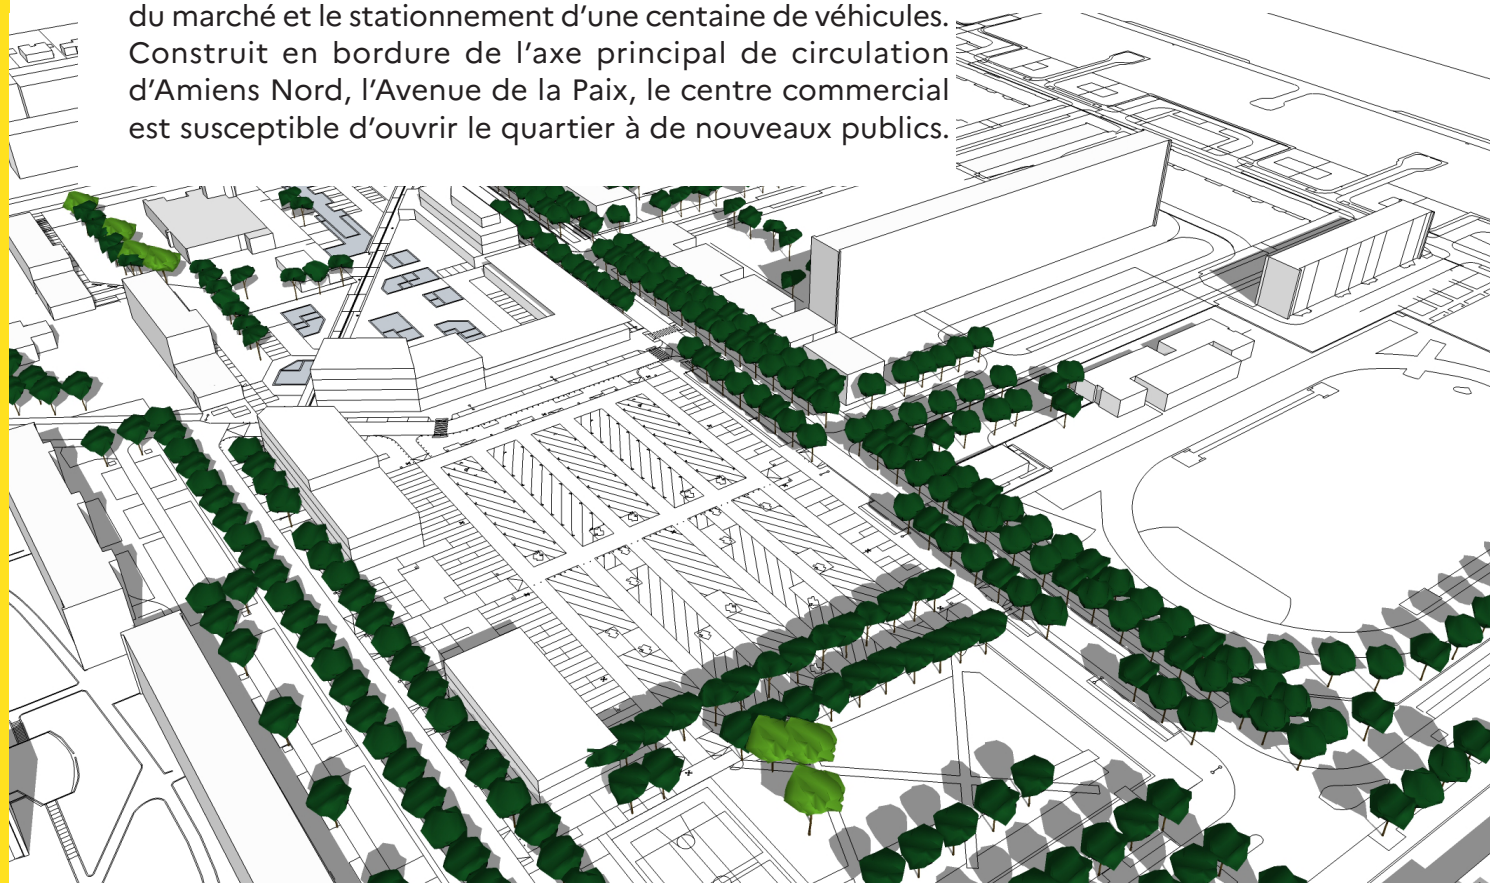 du marché et le stationnement d'une centaine de véhicules.
Construit en bordure de l'axe principal de circulation
d'Amiens Nord, l'Avenue de la Paix, le centre commercial
est susceptible d'ouvrir le quartier à de nouveaux publics.